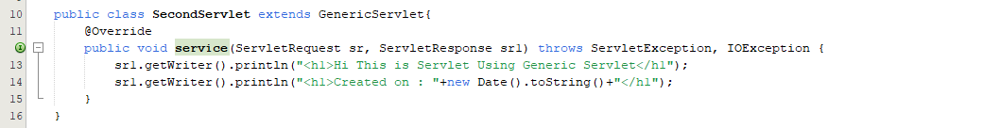 10 public class SecondServlet extends GenericServlet{
11 @Override
public void service(ServletRequest sr, ServletResponse sr1) throws ServletException, IOException {
13 sr1.getWriter().println("<h1>Hi This is Servlet Using Generic Servlet</h1");
14 sr1.getWriter().println("<h1>Created on : "+new Date().toString()+"</h1");
15 }
16 }